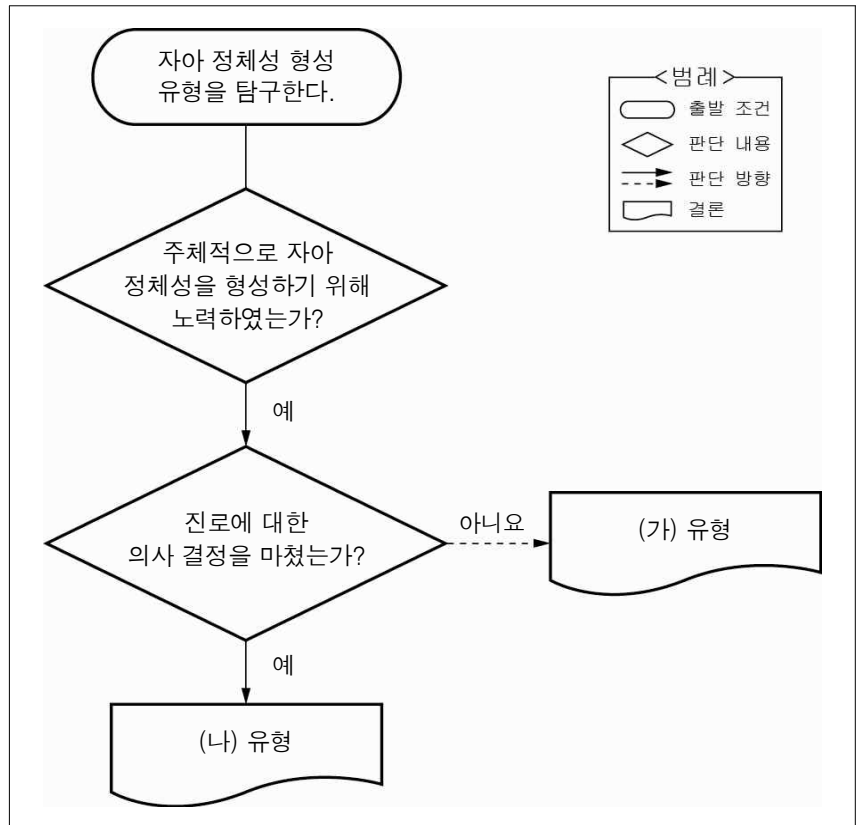 자아 정체성 형성
유형을 탐구한다.
<범례>
출발 조건
판단 내용
판단 방향
결론
주체적으로 자아
정체성을 형성하기 위해
노력하였는가?
예
진로에 대한
의사 결정을 마쳤는가?
아니요
(가) 유형
예
(나) 유형